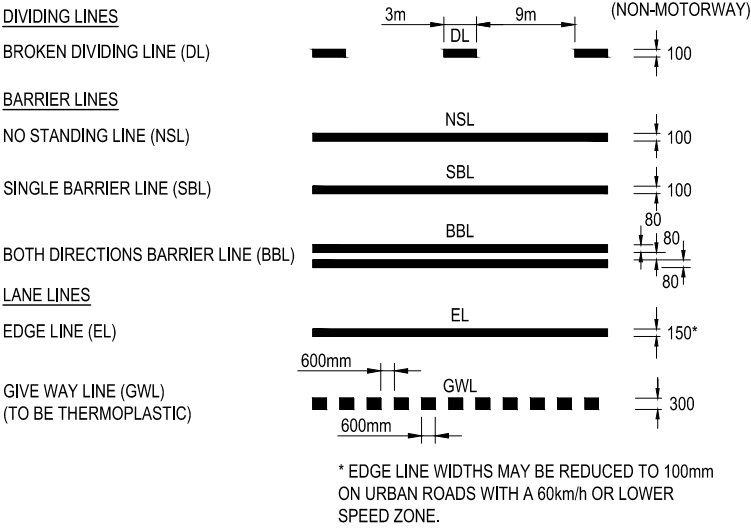 (NON-MOTORWAY)
DIVIDING LINES
3m 9m
DL
BROKEN DIVIDING LINE (DL) 100
BARRIER LINES
NSL
NO STANDING LINE (NSL) 100
SBL
SINGLE BARRIER LINE (SBL) 100
80
BBL 80
BOTH DIRECTIONS BARRIER LINE (BBL)
80
LANE LINES
EL
EDGE LINE (EL) 150*
600mm
GWL
GIVE WAY LINE (GWL) 300
(TO BE THERMOPLASTIC)
600mm
* EDGE LINE WIDTHS MAY BE REDUCED TO 100mm
ON URBAN ROADS WITH A 60km/h OR LOWER
SPEED ZONE.